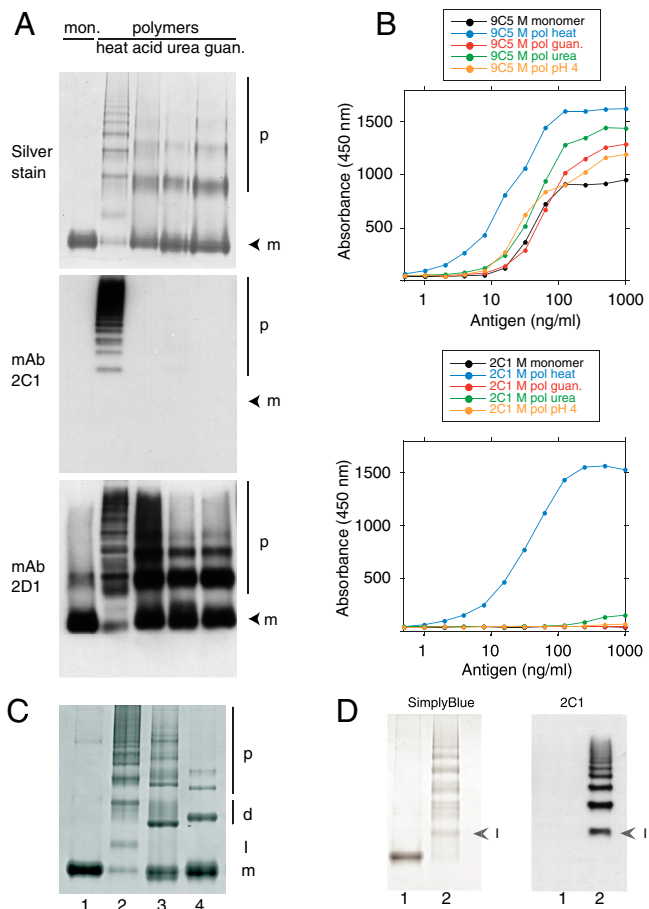 A
mon.
polymers
heat acid urea guan.
Silver
stain
p
m
mAb
2C1
p
m
mAb
2D1
p
m
B
9C5 M monomer
9C5 M pol heat
9C5 M pol guan.
9C5 M pol urea
9C5 M pol pH 4
Absorbance (450 nm)
1500
1000
500
1 10 100 1000
Antigen (ng/ml)
2C1 M monomer
2C1 M pol heat
2C1 M pol guan.
2C1 M pol urea
2C1 M pol pH 4
Absorbance (450 nm)
1500
1000
500
1 10 100 1000
Antigen (ng/ml)
C
p
d
l
m
1 2 3 4
D
SimplyBlue
2C1
l
l
1 2
1 2